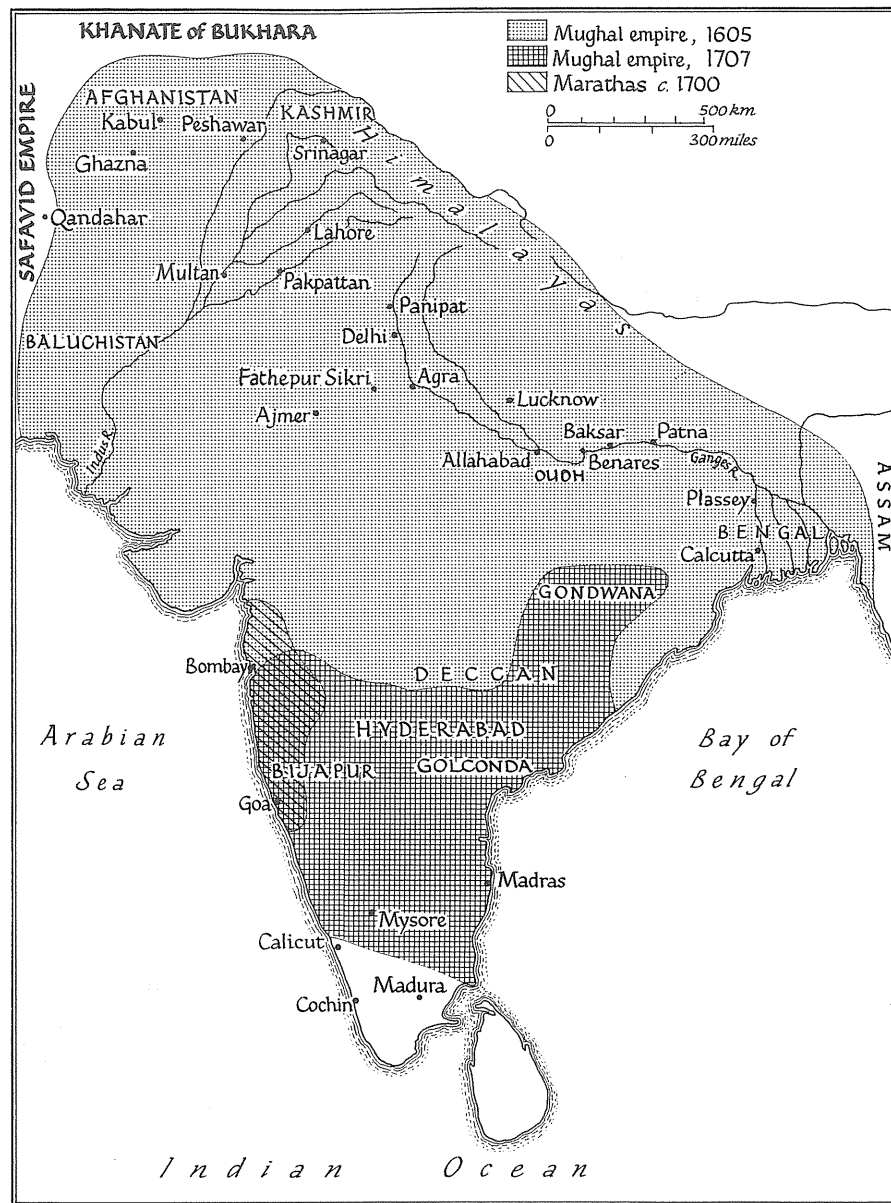 KHANATE of BUKHARA
Mughal empire, 1605
Mughal empire, 1707
Marathas c. 1700
0 500 km
0 300 miles
SAFAVID EMPIRE
AFGHANISTAN
Kabul
Peshawar
KASHMIR
Srinagar
Ghazna
Himalayas
Qandahar
Lahore
Multan
Pakpattan
Panipat
BALUCHISTAN
Delhi
Fathepur Sikri
Agra
Lucknow
Ajmer
Indus R.
Baksar
Patna
Allahabad
OUDH
Benares
Ganges R.
ASSAM
Plassey
BENGAL
Calcutta
GONDWANA
Bombay
DECCAN
Arabian
Sea
HYDERABAD
Bay of
Bengal
BIJAPUR
GOLCONDA
Goa
Madras
Mysore
Calicut
Madura
Cochin
Indian Ocean